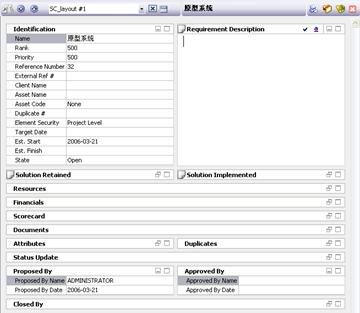 SC_layout #1 原型系统
Identification
Requirement Description
Name 原型系统
Rank 500
Priority 500
Reference Number 32
External Ref #
Client Name
Asset Name
Asset Code None
Duplicate #
Element Security Project Level
Target Date
Est. Start 2006-03-21
Est. Finish
State Open
Solution Retained Solution Implemented
Resources
Financials
Scorecard
Documents
Attributes Duplicates
Status Update
Proposed By Approved By
Proposed By Name ADMINISTRATOR Approved By Name
Proposed By Date 2006-03-21 Approved By Date
Closed By